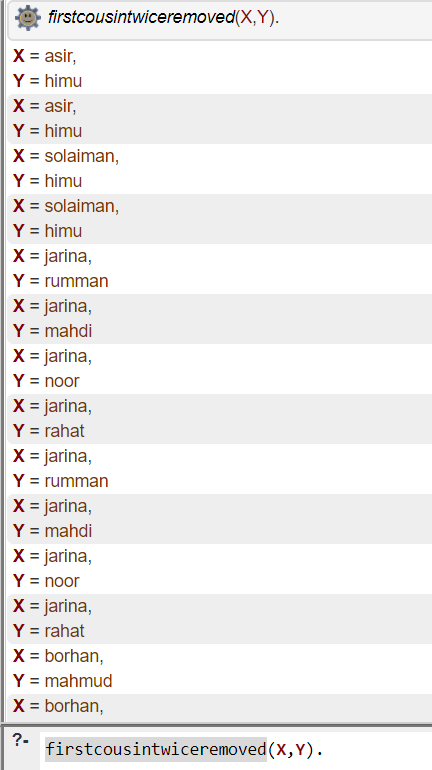 firstcousintwiceremoved(X,Y).
X = asir,
Y = himu
X = asir,
Y = himu
X = solaiman,
Y = himu
X = solaiman,
Y = himu
X = jarina,
Y = rumman
X = jarina,
Y = mahdi
X = jarina,
Y = noor
X = jarina,
Y = rahat
X = jarina,
Y = rumman
X = jarina,
Y = mahdi
X = jarina,
Y = noor
X = jarina,
Y = rahat
X = borhan,
Y = mahmud
X = borhan,
?- firstcousintwiceremoved(X,Y).